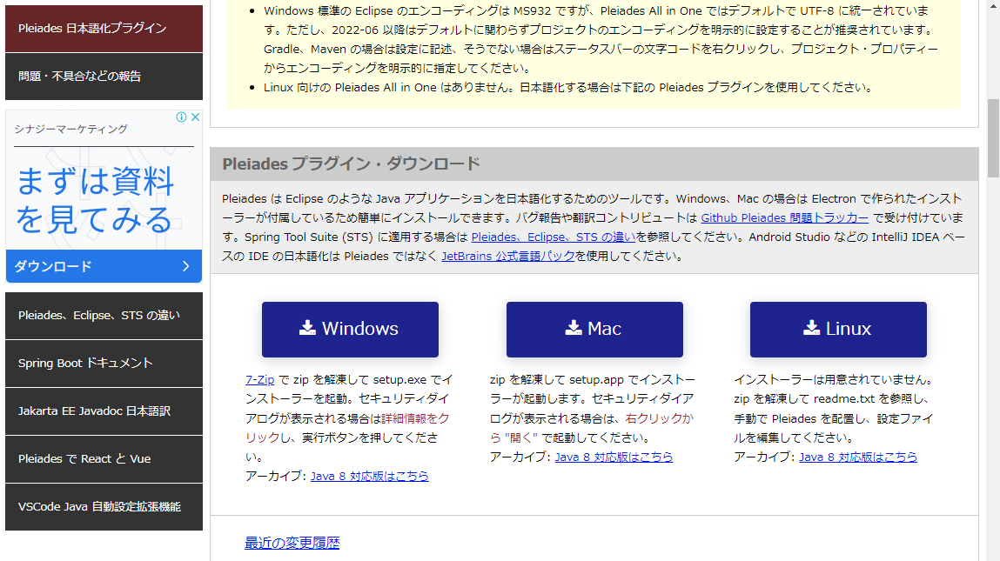 Pleiades 日本語化プラグイン
問題・不具合などの報告
シナジーマーケティング
まずは資料
を見てみる
ダウンロード
Pleiades、Eclipse、STS の違い
Spring Boot ドキュメント
Jakarta EE Javadoc 日本語訳
Pleiades で React と Vue
VSCode Java 自動設定拡張機能
• Windows 標準の Eclipse のエンコーディングは MS932 ですが、Pleiades All in One ではデフォルトで UTF-8 に統一されていま
す。ただし、2022-06 以降はデフォルトに関わらずプロジェクトのエンコーディングを明示的に設定することが推奨されています。
Gradle、Maven の場合は設定に記述、そうでない場合はステータスバーの文字コードを右クリックし、プロジェクト・プロパティー
からエンコーディングを明示的に指定してください。
• Linux 向けの Pleiades All in One はありません。日本語化する場合は下記の Pleiades プラグインを使用してください。
Pleiades プラグイン・ダウンロード
Pleiades は Eclipse のような Java アプリケーションを日本語化するためのツールです。Windows、Mac の場合は Electron で作られたインスト
ーラーが付属しているため簡単にインストールできます。バグ報告や翻訳コントリビュートは Github Pleiades 問題トラッカー で受け付けていま
す。Spring Tool Suite (STS) に適用する場合は Pleiades、Eclipse、STS の違いを参照してください。Android Studio などの IntelliJ IDEA ベー
スの IDE の日本語化は Pleiades ではなく JetBrains 公式言語パックを使用してください。
Windows
7-Zip で zip を解凍して setup.exe でイ
ンストーラーを起動。セキュリティダイ
アログが表示される場合は詳細情報をク
リックし、実行ボタンを押してくださ
い。
アーカイブ: Java 8 対応版はこちら
Mac
zip を解凍して setup.app でインストー
ラーが起動します。セキュリティダイア
ログが表示される場合は、右クリックか
ら "開く" で起動してください。
アーカイブ: Java 8 対応版はこちら
Linux
インストーラーは用意されていません。
zip を解凍して readme.txt を参照し、
手動で Pleiades を配置し、設定ファイ
ルを編集してください。
アーカイブ: Java 8 対応版はこちら
最近の変更履歴